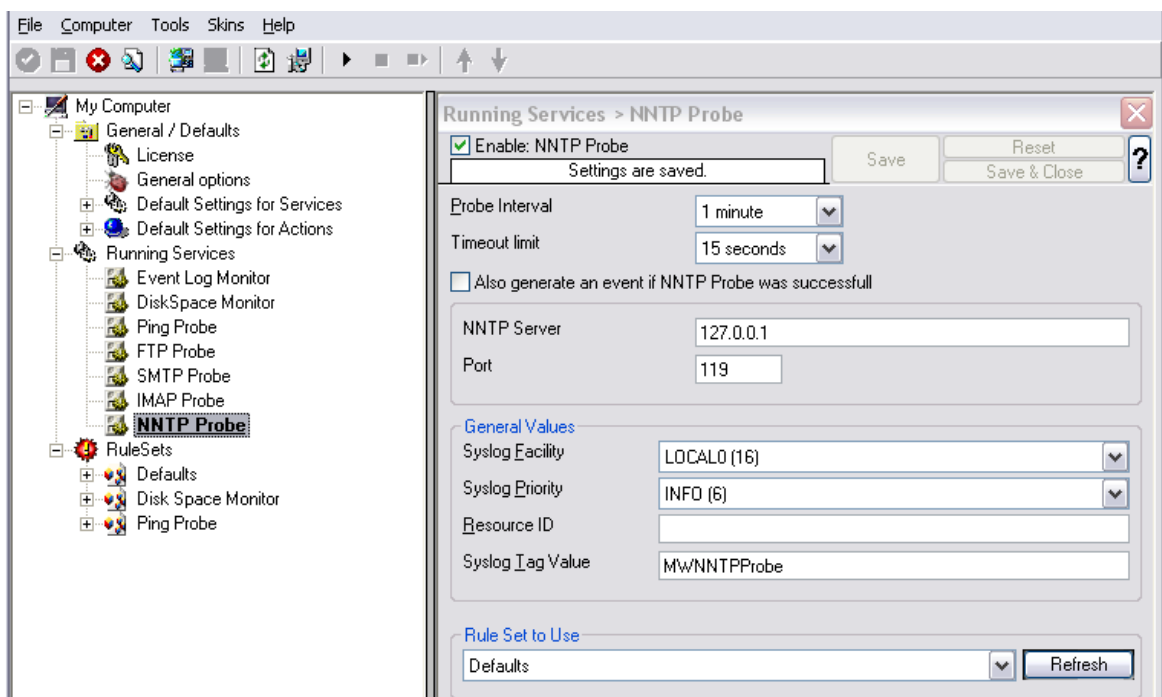 File Computer Tools Skins Help
My Computer
General / Defaults
License
General options
Default Settings for Services
Default Settings for Actions
Running Services
Event Log Monitor
DiskSpace Monitor
Ping Probe
FTP Probe
SMTP Probe
IMAP Probe
NNTP Probe
RuleSets
Defaults
Disk Space Monitor
Ping Probe
Running Services > NNTP Probe
Enable: NNTP Probe
Settings are saved.
Save
Reset
Save & Close
?
Probe Interval
1 minute
Timeout limit
15 seconds
Also generate an event if NNTP Probe was successfull
NNTP Server
127.0.0.1
Port
119
General Values
Syslog Facility
LOCAL0 (16)
Syslog Priority
INFO (6)
Resource ID
Syslog Tag Value
MWNNTPProbe
Rule Set to Use
Defaults
Refresh